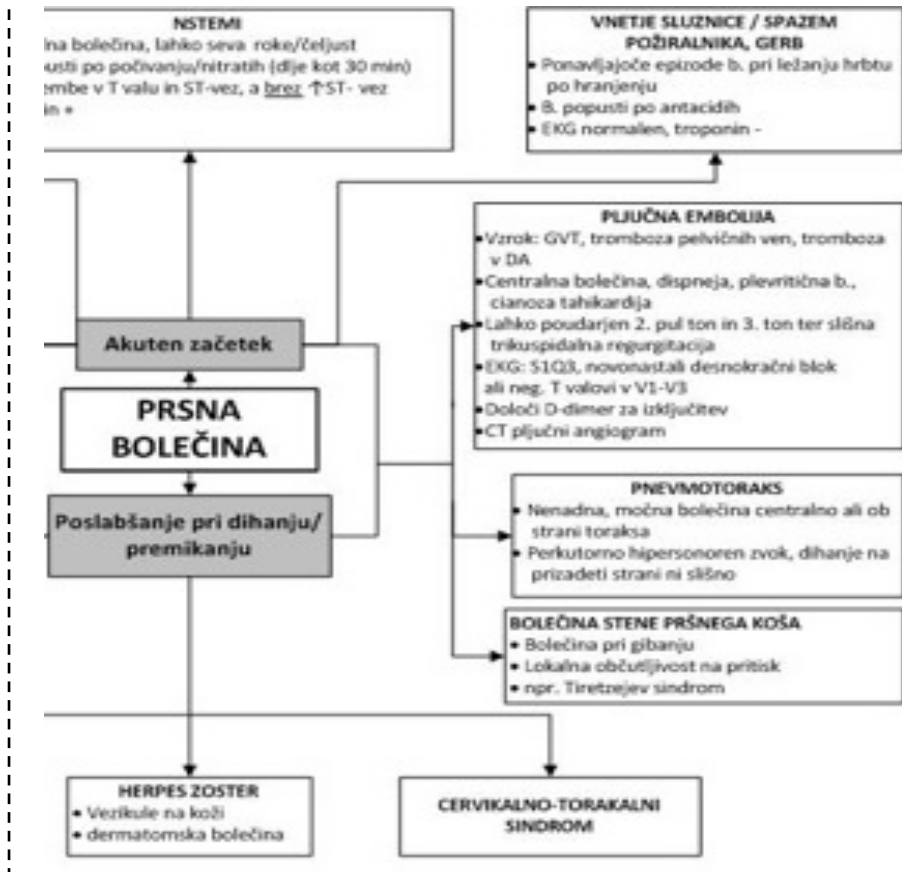 NSTEMI
lna bolečina, lahko seva roke/čeljust
pusti po počivanju/nitratih (dlje kot 30 min)
embe v T valu in ST-vez, a brez ↑ST- vez
in +
VNETJE SLUZNICE / SPAZEM
POŽIRALNIKA, GERB
• Ponavljajoče epizode b. pri ležanju hrbtu
po hranjenju
• B. popusti po antacidih
• EKG normalen, troponin -
PLJUČNA EMBOLIJA
• Vzrok: GVT, tromboza pelvičnih ven, tromboza
v DA
• Centralna bolečina, dispneja, plevritična b.,
cianoza tahikardija
• Lahko poudarjen 2. pul ton in 3. ton ter slišna
trikuspidalna regurgitacija
• EKG: S1Q3, novonastali desnokračni blok
ali neg. T valovi v V1-V3
• Določi D-dimer za izključitev
• CT pljučni angiogram
Akuten začetek
PRSNA
BOLEČINA
Poslabšanje pri dihanju/
premikanju
PNEVMOTORAKS
• Nenadna, močna bolečina centralno ali ob
strani toraksa
• Perkutorno hipersonoren zvok, dihanje na
prizadeti strani ni slišno
BOLEČINA STENE PRŠNEGA KOŠA
• Bolečina pri gibanju
• Lokalna občutljivost na pritisk
• npr. Tiretzejev sindrom
HERPES ZOSTER
• Vezikule na koži
• dermatomska bolečina
CERVIKALNO-TORAKALNI
SINDROM